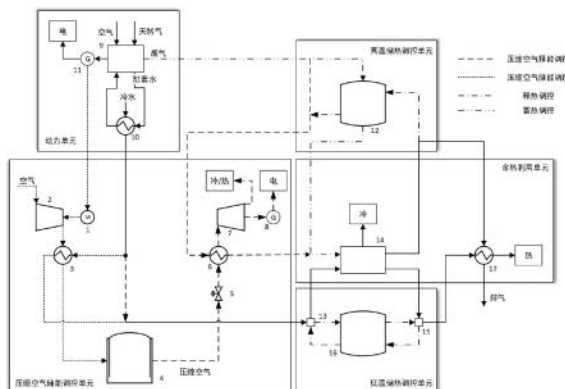 空气
天然气
电
9
G
11
烟气
缸套水
冷水
10
动力单元
高温储热调控单元
12
压缩空气释能调控
压缩空气储能调控
释热调控
蓄热调控
空气
2
M
1
3
冷/热
电
7
G
8
6
5
4
压缩空气
压缩空气储能调控单元
余热利用单元
冷
14
热
17
排气
13
15
16
低温储热调控单元